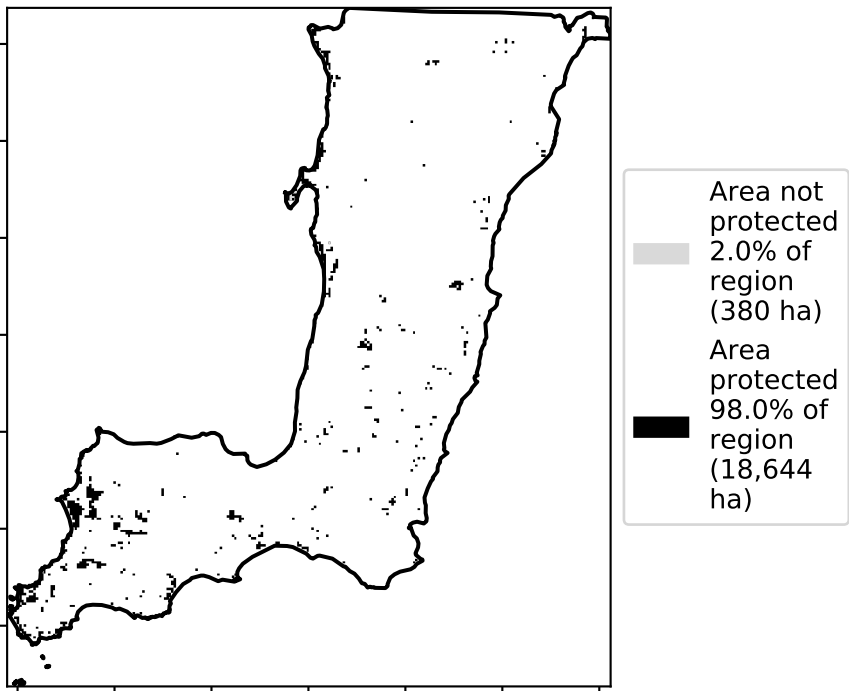 Area not
protected
2.0% of
region
(380 ha)
Area
protected
98.0% of
region
(18,644
ha)